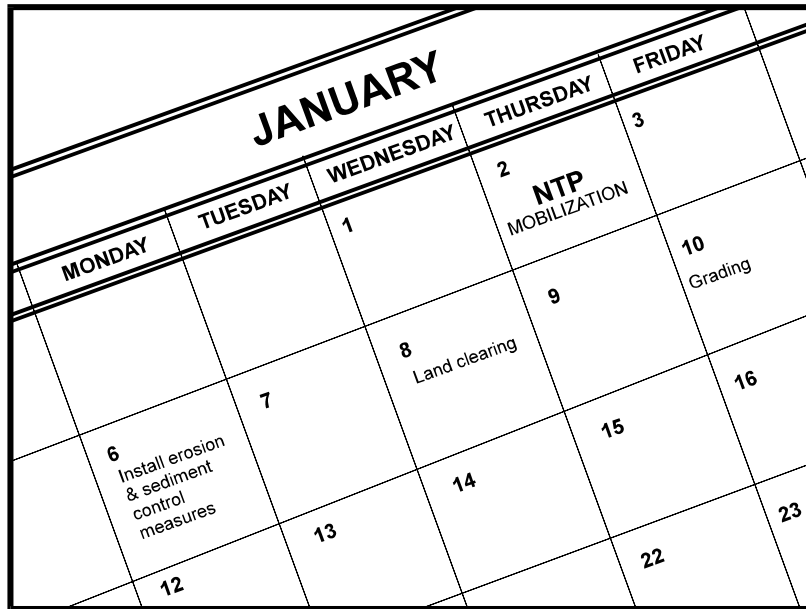 JANUARY
MONDAY
TUESDAY
WEDNESDAY
THURSDAY
FRIDAY
1
2
NTP
MOBILIZATION
3
6
Install erosion
& sediment
control
measures
7
8
Land clearing
9
10
Grading
12
13
14
15
16
22
23